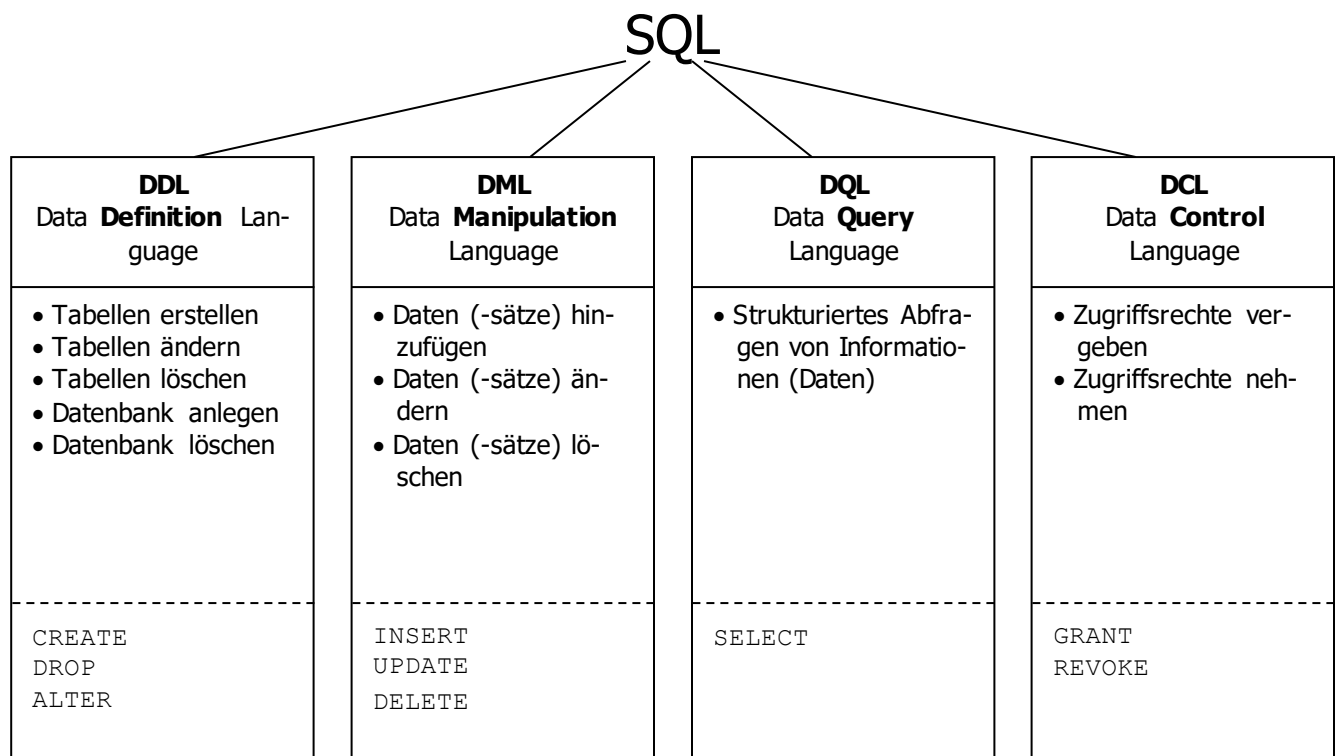 SQL
DDL
Data Definition Lan-
guage
• Tabellen erstellen
• Tabellen ändern
• Tabellen löschen
• Datenbank anlegen
• Datenbank löschen
CREATE
DROP
ALTER
DML
Data Manipulation
Language
• Daten (-sätze) hin-
zufügen
• Daten (-sätze) än-
dern
• Daten (-sätze) lö-
schen
INSERT
UPDATE
DELETE
DQL
Data Query
Language
• Strukturiertes Abfra-
gen von Informatio-
nen (Daten)
SELECT
DCL
Data Control
Language
• Zugriffsrechte ver-
geben
• Zugriffsrechte neh-
men
GRANT
REVOKE